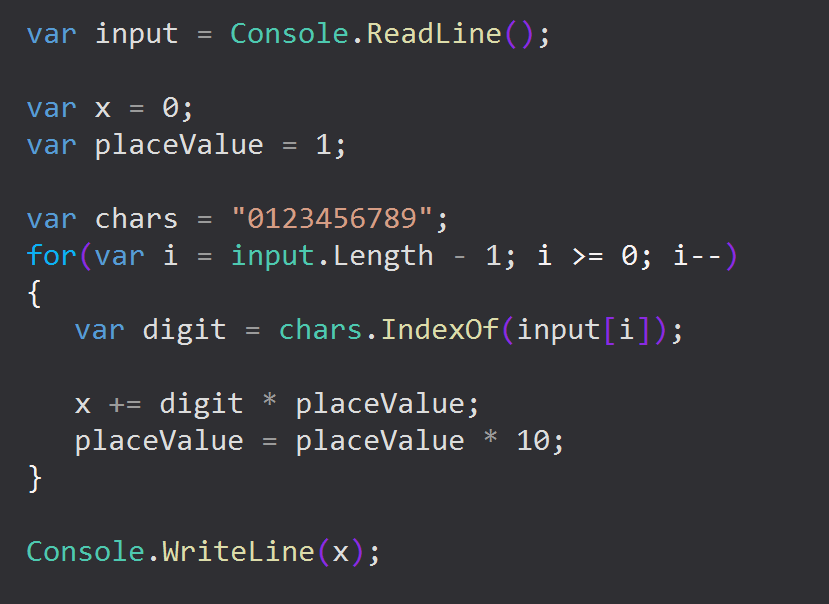 var input = Console.ReadLine();
var x = 0;
var placeValue = 1;
var chars = "0123456789";
for(var i = input.Length - 1; i >= 0; i--)
{
var digit = chars.IndexOf(input[i]);
x += digit * placeValue;
placeValue = placeValue * 10;
}
Console.WriteLine(x);